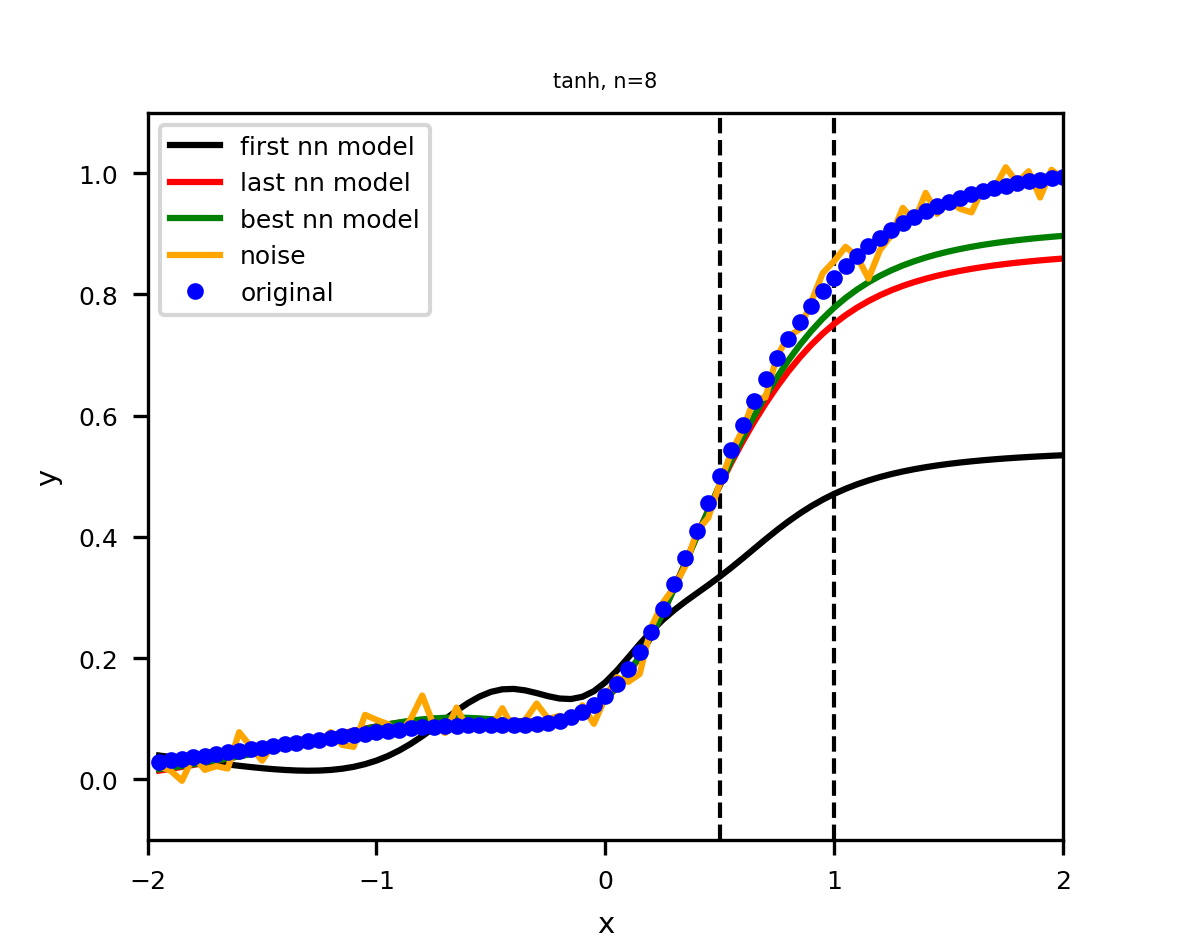 tanh, n=8
first nn model
last nn model
best nn model
noise
original
1.0
0.8
0.6
0.4
0.2
0.0
y
−2 −1 0 1 2
x